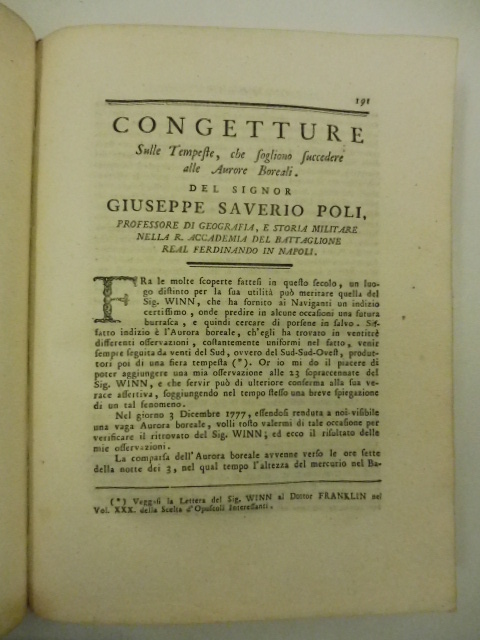 191
CONGETTURE
Sulle Tempeſte, che ſogliono ſuccedere
alle Aurore Boreali.
DEL SIGNOR
GIUSEPPE SAVERIO POLI,
PROFESSORE DI GEOGRAFIA, E STORIA MILITARE
NELLA R. ACCADEMIA DEL BATTAGLIONE
REAL FERDINANDO IN NAPOLI.
FRa le molte ſcoperte fatteſi in queſto ſecolo, un luo-
go diſtinto per la ſua utilità può meritare quella del
Sig. WINN, che ha fornito ai Naviganti un indizio
certiſſimo, onde predire in alcune occaſioni una futura
burraſca, e quindi cercare di porſene in ſalvo. Sif-
fatto indizio è l'Aurora boreale, ch'egli ha trovato in ventitrè
differenti oſſervazioni, coſtantemente uniformi nel fatto, venir
ſempre ſeguita da venti del Sud, ovvero del Sud-Sud-Oveſt, produt-
tori poi di una fiera tempeſta (*). Or io mi do il piacere di
poter aggiungere una mia oſſervazione alle 23 ſoprarcennate del
Sig. WINN, e che ſervir può di ulteriore conferma alla ſua ve-
race aſſertiva, ſoggiungendo nel tempo ſteſſo una breve ſpiegazione
di un tal fenomeno.
Nel giorno 3 Dicembre 1777, eſſendoſi renduta a noi viſibile
una vaga Aurora boreale, volli toſto valermi di tale occaſione per
verificare il ritrovato del Sig. WINN; ed ecco il riſultato delle
mie oſſervazioni.
La comparſa dell'Aurora boreale avvenne verſo le ore ſette
della notte dei 3, nel qual tempo l'altezza del mercurio nel Ba-
(*) Veggaſi la Lettera del Sig. WINN al Dottor FRANKLIN nel
Vol. XXX. della Scelta d'Opuſcoli Intereſſanti.